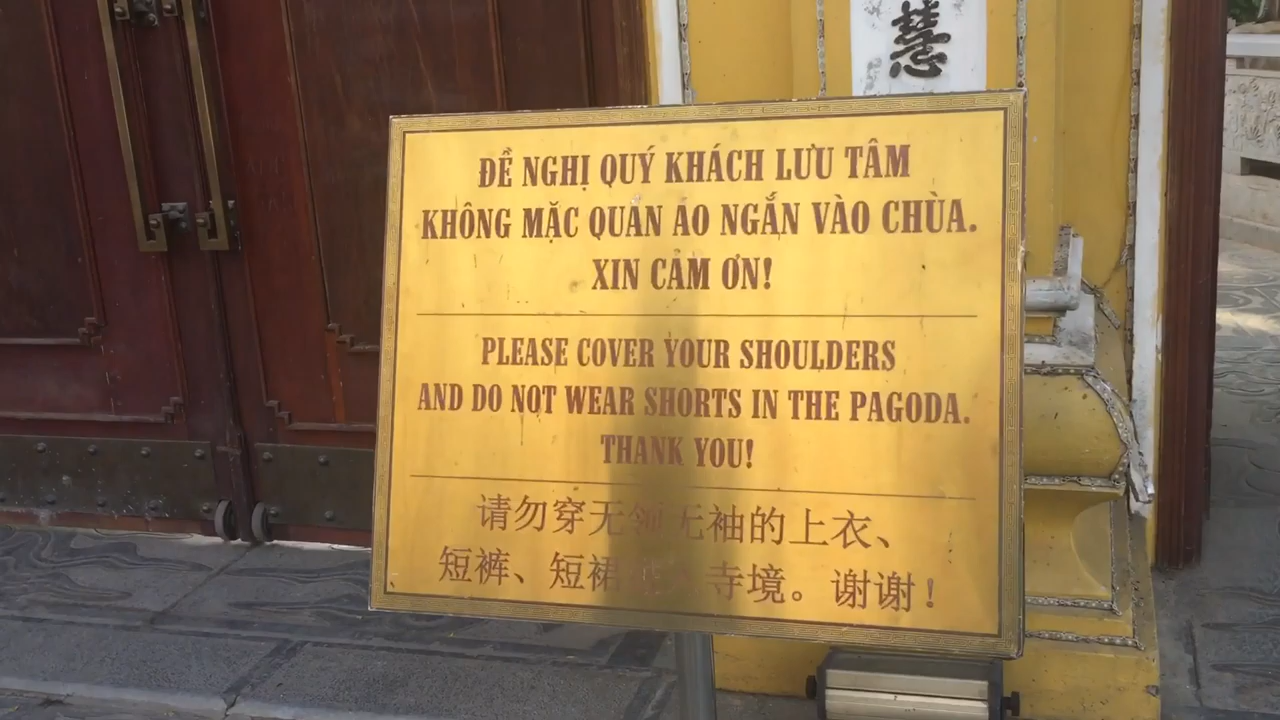 慧
ĐỀ NGHỊ QUÝ KHÁCH LƯU TÂM
KHÔNG MẶC QUẦN ÁO NGẮN VÀO CHÙA.
XIN CẢM ƠN!
PLEASE COVER YOUR SHOULDERS
AND DO NOT WEAR SHORTS IN THE PAGODA.
THANK YOU!
请勿穿无领无袖的上衣、
短裤、短裙 寺境。谢谢！